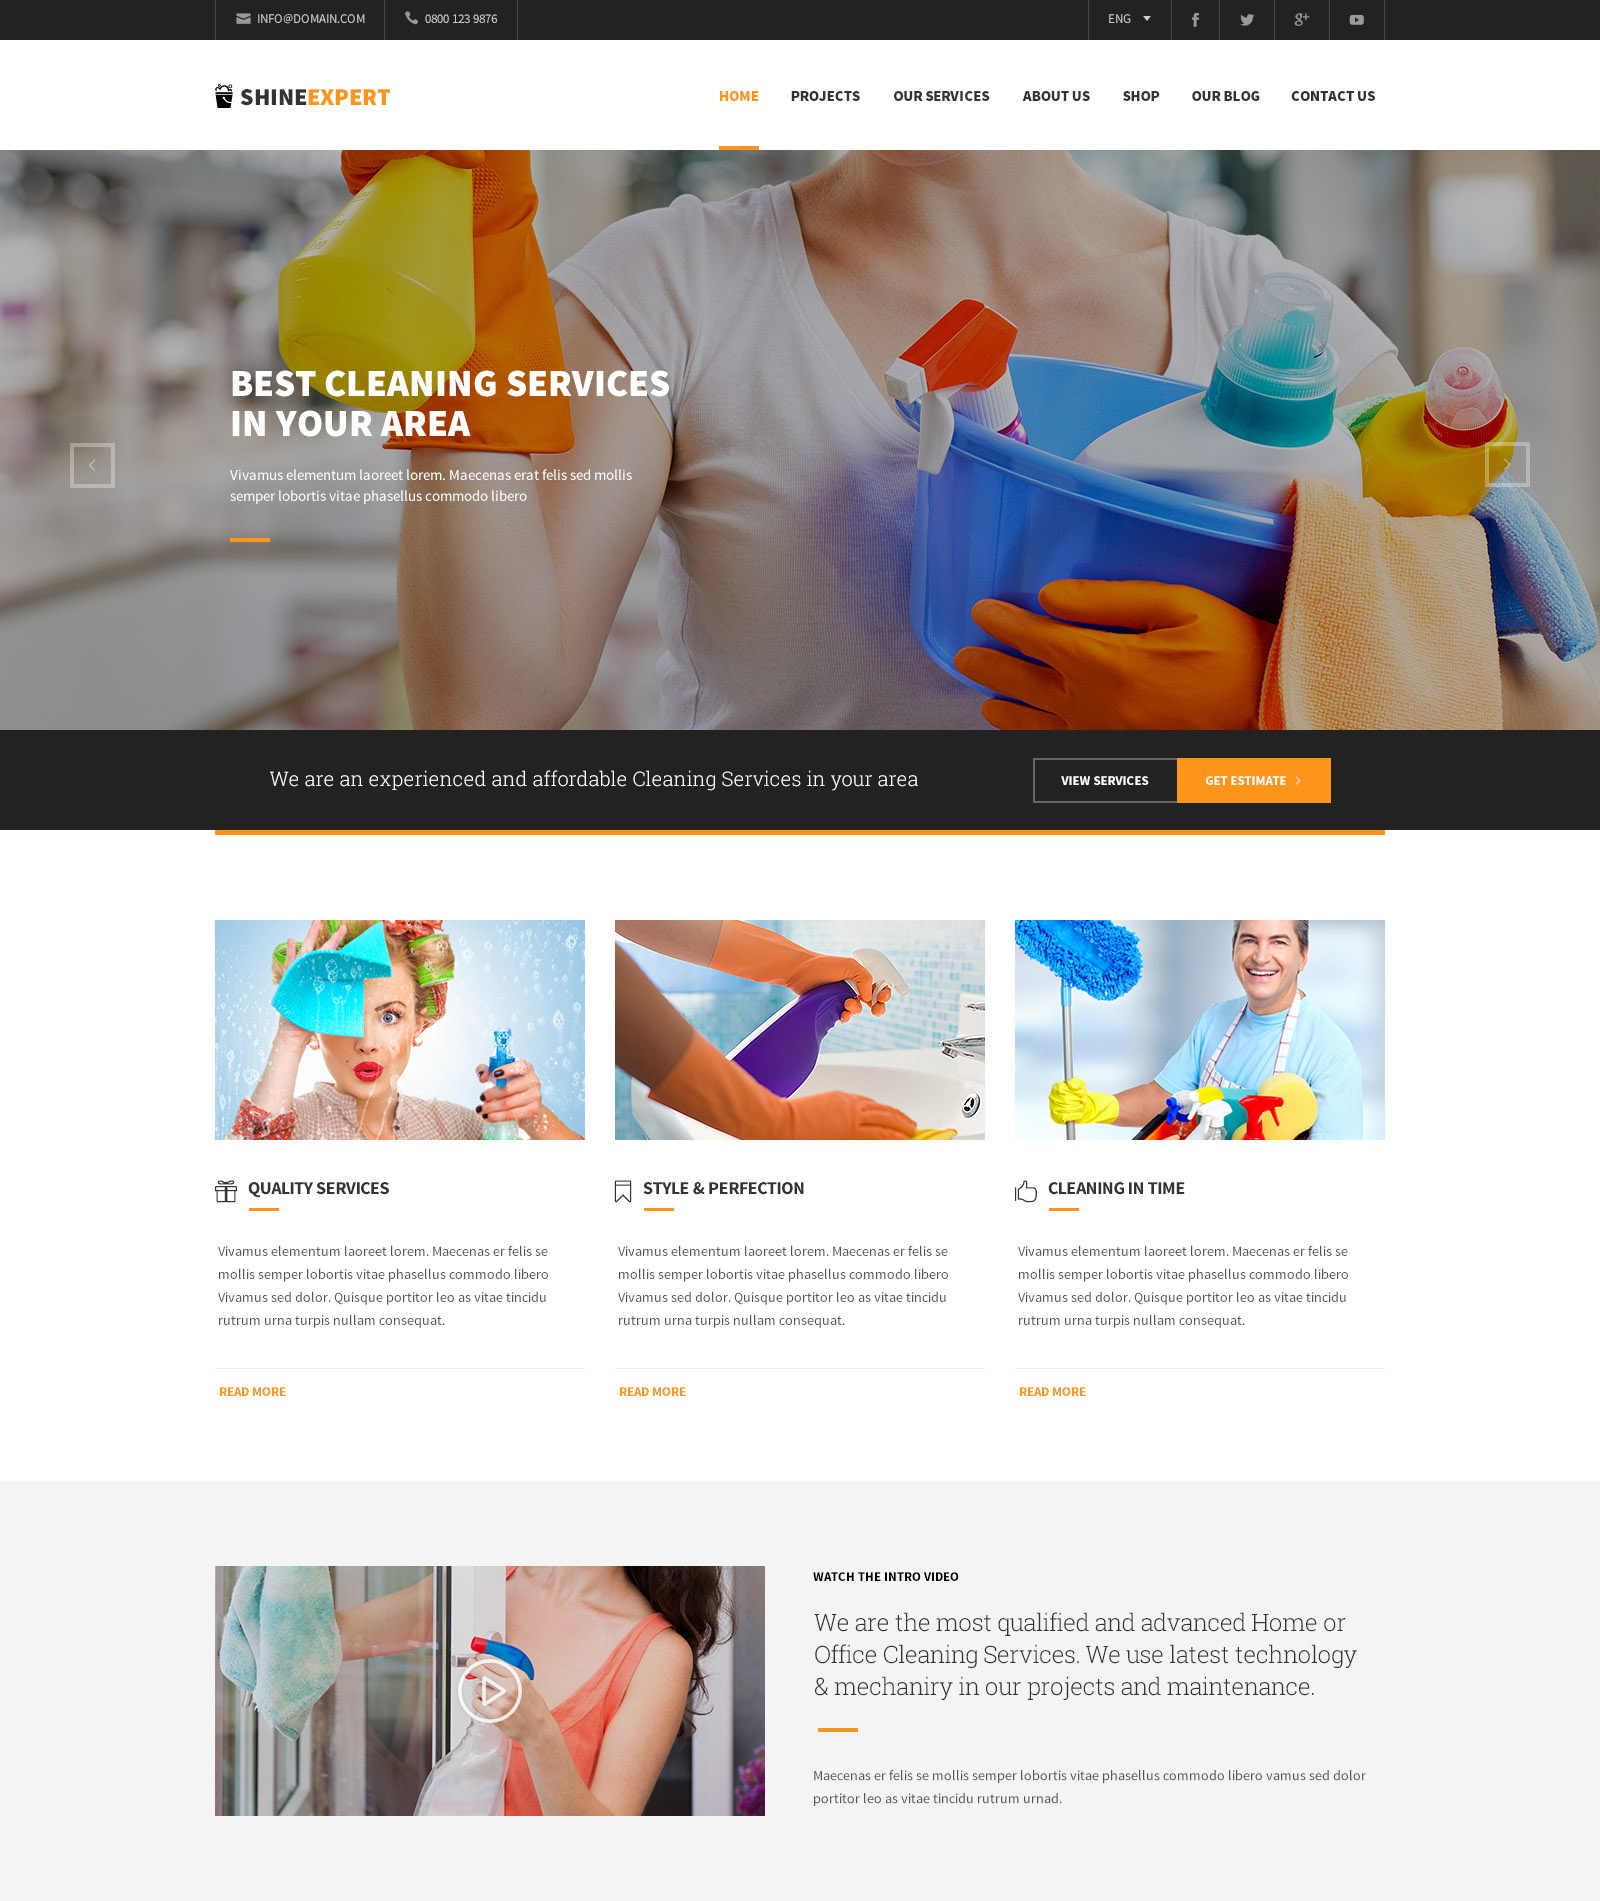 INFO@DOMAIN.COM
0800 123 9876
ENG
SHINEEXPERT
HOME
PROJECTS
OUR SERVICES
ABOUT US
SHOP
OUR BLOG
CONTACT US
BEST CLEANING SERVICES
IN YOUR AREA
Vivamus elementum laoreet lorem. Maecenas erat felis sed mollis
semper lobortis vitae phasellus commodo libero
We are an experienced and affordable Cleaning Services in your area
VIEW SERVICES
GET ESTIMATE
QUALITY SERVICES
Vivamus elementum laoreet lorem. Maecenas er felis se
mollis semper lobortis vitae phasellus commodo libero
Vivamus sed dolor. Quisque portitor leo as vitae tincidu
rutrum urna turpis nullam consequat.
READ MORE
STYLE & PERFECTION
Vivamus elementum laoreet lorem. Maecenas er felis se
mollis semper lobortis vitae phasellus commodo libero
Vivamus sed dolor. Quisque portitor leo as vitae tincidu
rutrum urna turpis nullam consequat.
READ MORE
CLEANING IN TIME
Vivamus elementum laoreet lorem. Maecenas er felis se
mollis semper lobortis vitae phasellus commodo libero
Vivamus sed dolor. Quisque portitor leo as vitae tincidu
rutrum urna turpis nullam consequat.
READ MORE
WATCH THE INTRO VIDEO
We are the most qualified and advanced Home or
Office Cleaning Services. We use latest technology
& mechaniry in our projects and maintenance.
Maecenas er felis se mollis semper lobortis vitae phasellus commodo libero vamus sed dolor
portitor leo as vitae tincidu rutrum urnad.